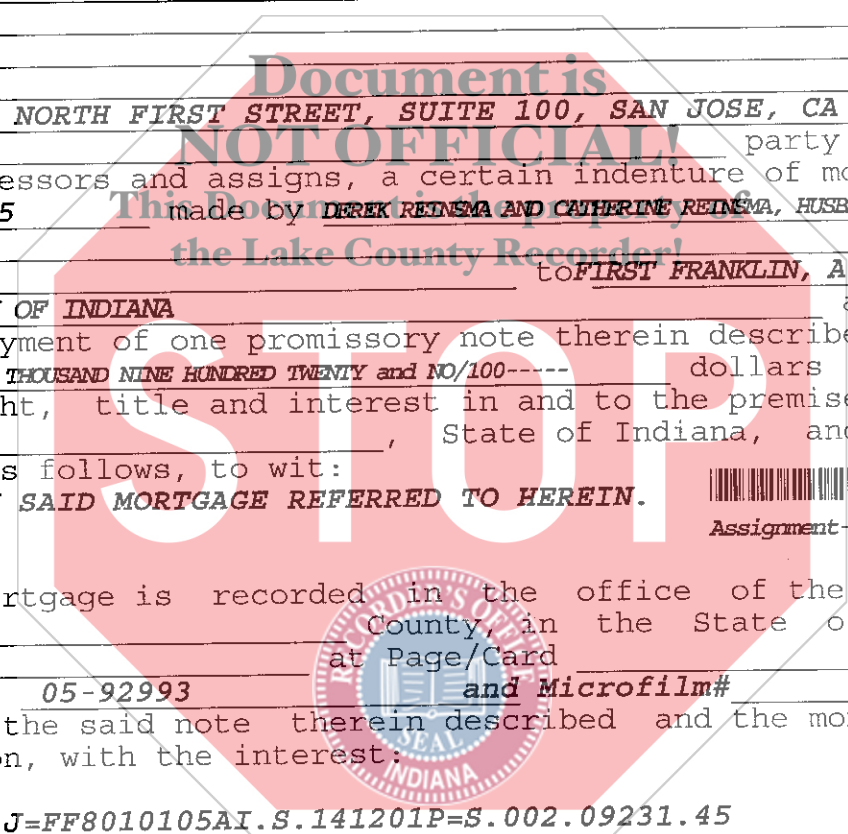 Document is
NORTH FIRST STREET, SUITE 100, SAN JOSE, CA
NOT OFFICIAL!
party
essors and assigns, a certain indenture of mo
This Document is the property of
5 made by DEREK REINSMA AND CATHERINE REINSMA, HUSB
the Lake County Recorder!
to FIRST FRANKLIN, A
OF INDIANA a
yment of one promissory note therein describe
THOUSAND NINE HUNDRED TWENTY and NO/100----- dollars
ht, title and interest in and to the premise
, State of Indiana, and
s follows, to wit:
SAID MORTGAGE REFERRED TO HEREIN.
STOP
Assignment-
rtgage is recorded in the office of the
County, in the State o
at Page/Card
05-92993 and Microfilm#
the said note therein described and the mo
on, with the interest:
RECORDER'S OFFICE
SEAL
INDIANA
J=FF8010105AI.S.141201P=S.002.09231.45